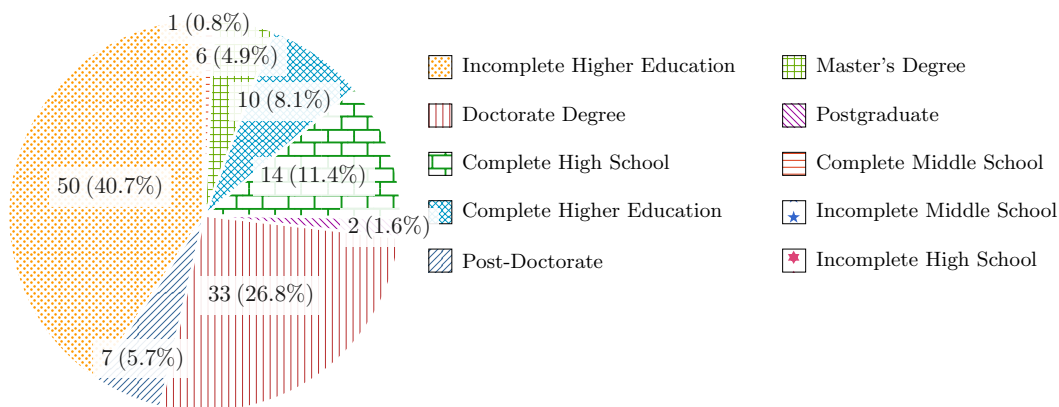 1 (0.8%)
6 (4.9%)
10 (8.1%)
14 (11.4%)
50 (40.7%)
2 (1.6%)
33 (26.8%)
7 (5.7%)
Incomplete Higher Education
Doctorate Degree
Complete High School
Complete Higher Education
Post-Doctorate
Master's Degree
Postgraduate
Complete Middle School
Incomplete Middle School
Incomplete High School